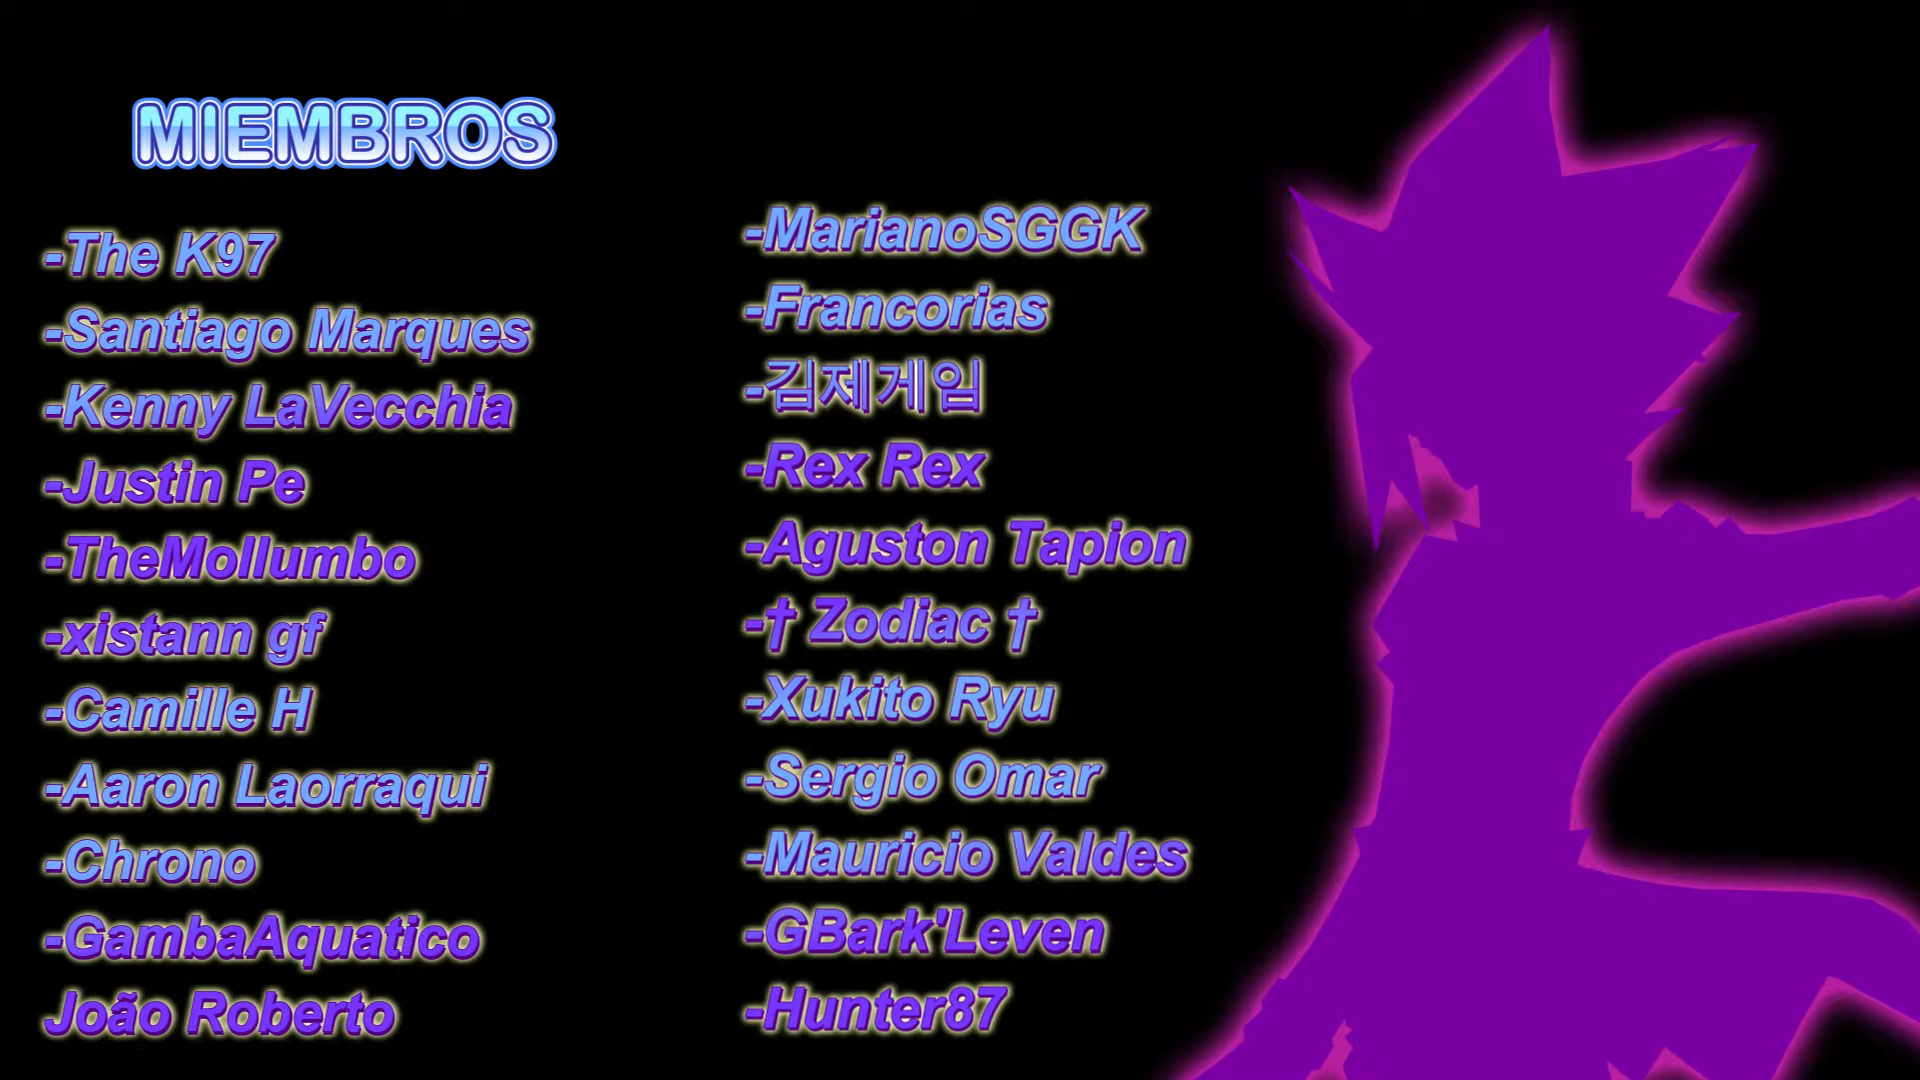 MIEMBROS
-The K97
-Santiago Marques
-Kenny LaVecchia
-Justin Pe
-TheMollumbo
-xistann gf
-Camille H
-Aaron Laorraqui
-Chrono
-GambaAquatico
João Roberto
-MarianoSGGK
-Francorias
-김제게임
-Rex Rex
-Aguston Tapion
-† Zodiac †
-Xukito Ryu
-Sergio Omar
-Mauricio Valdes
-GBark'Leven
-Hunter87